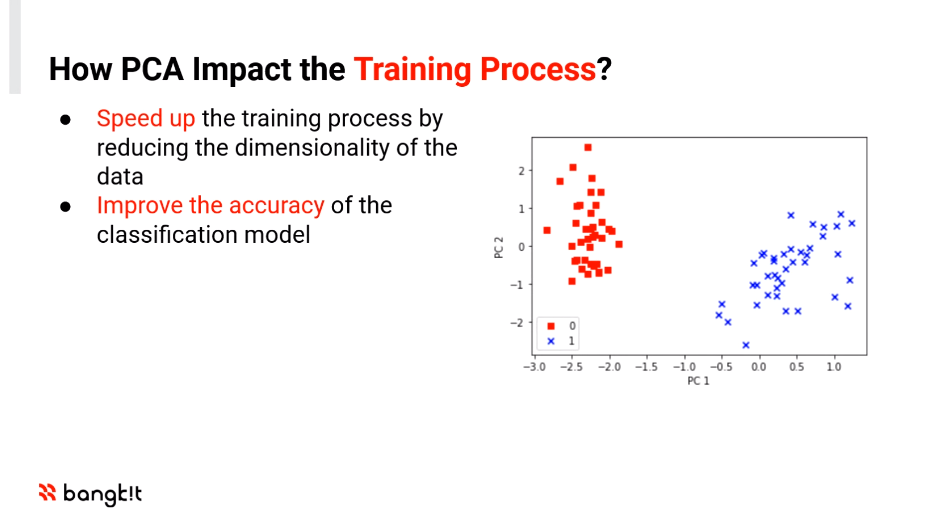 How PCA Impact the Training Process?
● Speed up the training process by
reducing the dimensionality of the
data
● Improve the accuracy of the
classification model
2
1
0
−1
−2
PC 2
0
1
−3.0 −2.5 −2.0 −1.5 −1.0 −0.5 0.0 0.5 1.0
PC 1
bangk!t